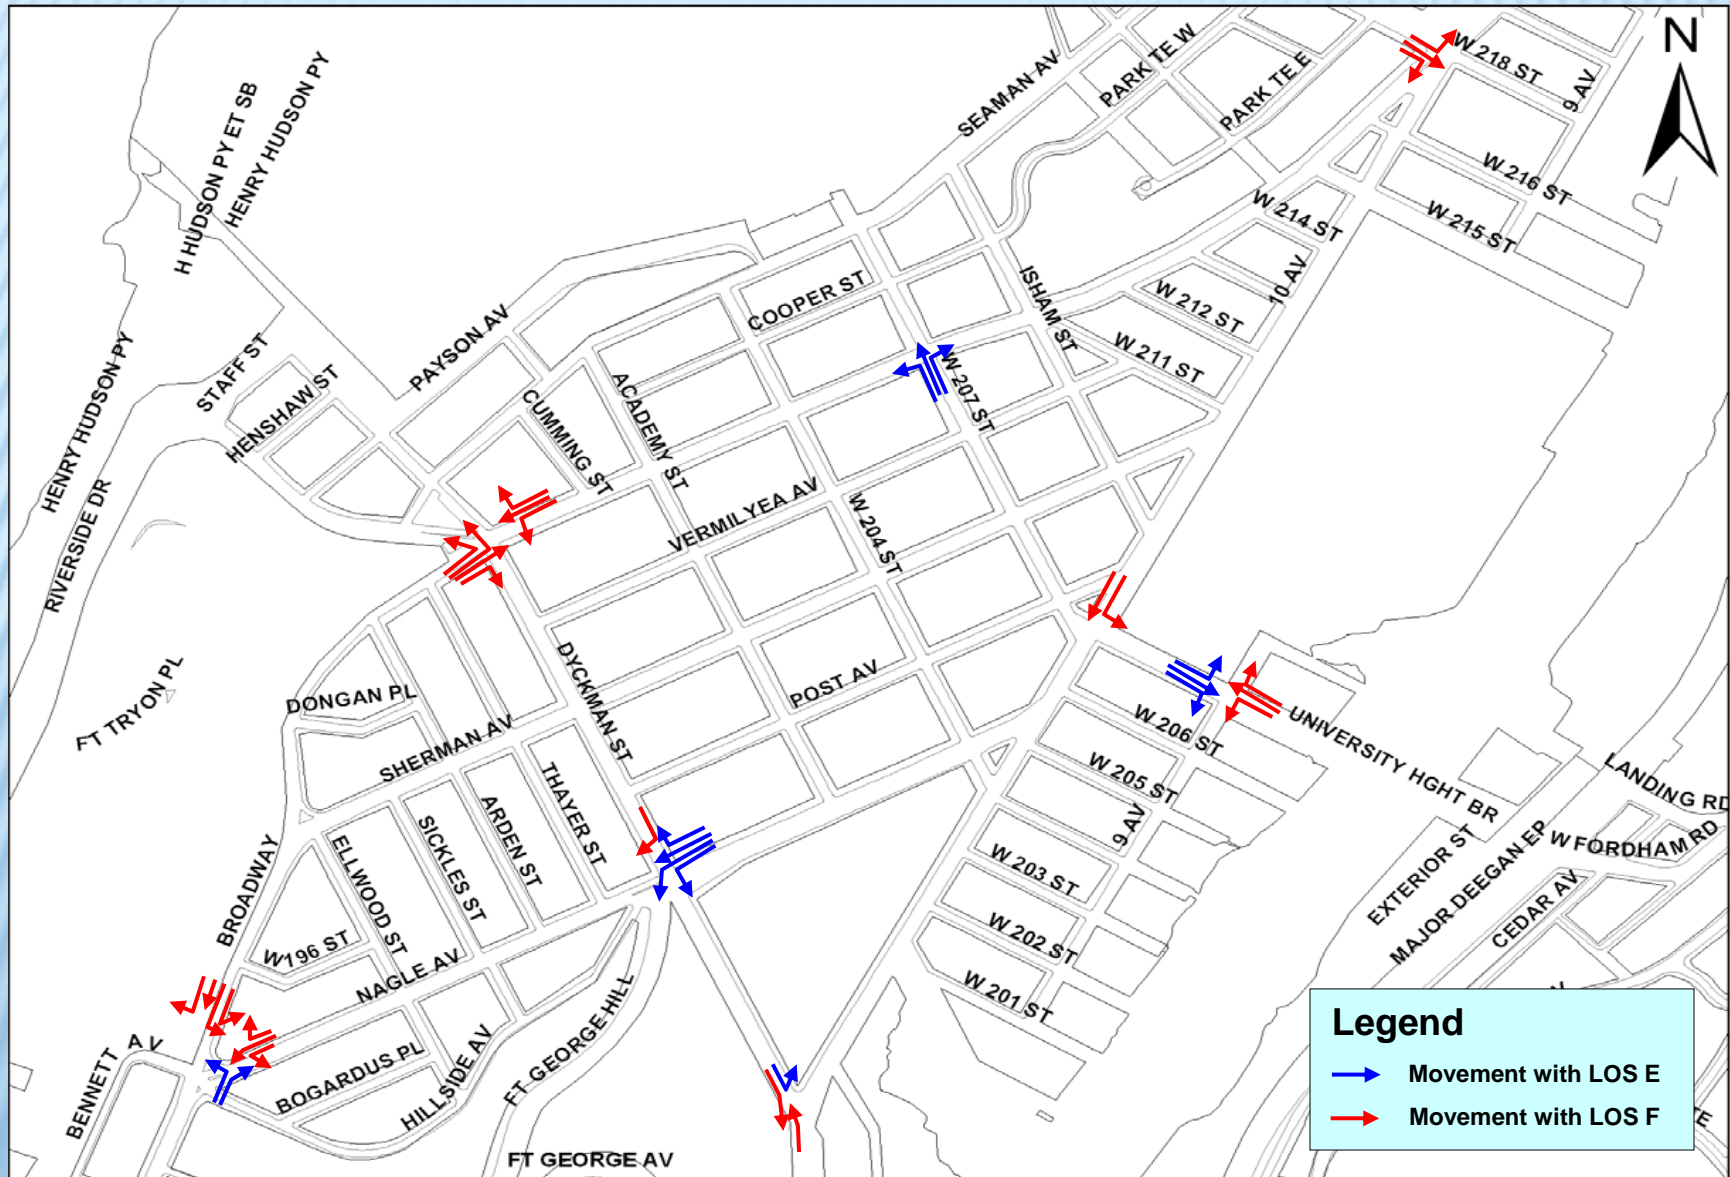 N
SEAMAN AV
PARK TE W
PARK TE E
W 218 ST
9 AV
W 216 ST
W 215 ST
W 214 ST
10 AV
W 212 ST
W 211 ST
ISHAM ST
H HUDSON PY ET SB
HENRY HUDSON PY
HENRY HUDSON PY
RIVERSIDE DR
STAFF ST
HENSHAW ST
PAYSON AV
COOPER ST
CUMMING ST
ACADEMY ST
W 207 ST
VERMILYEA AV
W 204 ST
FT TRYON PL
DONGAN PL
SHERMAN AV
DYCKMAN ST
POST AV
W 206 ST
W 205 ST
9 AV
W 203 ST
W 202 ST
W 201 ST
UNIVERSITY HGHT BR
LANDING RD
W FORDHAM RD
EXTERIOR ST
MAJOR DEEGAN EP
CEDAR AV
THAYER ST
ARDEN ST
SICKLES ST
ELLWOOD ST
BROADWAY
W196 ST
NAGLE AV
BENNETT AV
BOGARDUS PL
HILLSIDE AV
FT GEORGE HILL
FT GEORGE AV
Legend
Movement with LOS E
Movement with LOS F